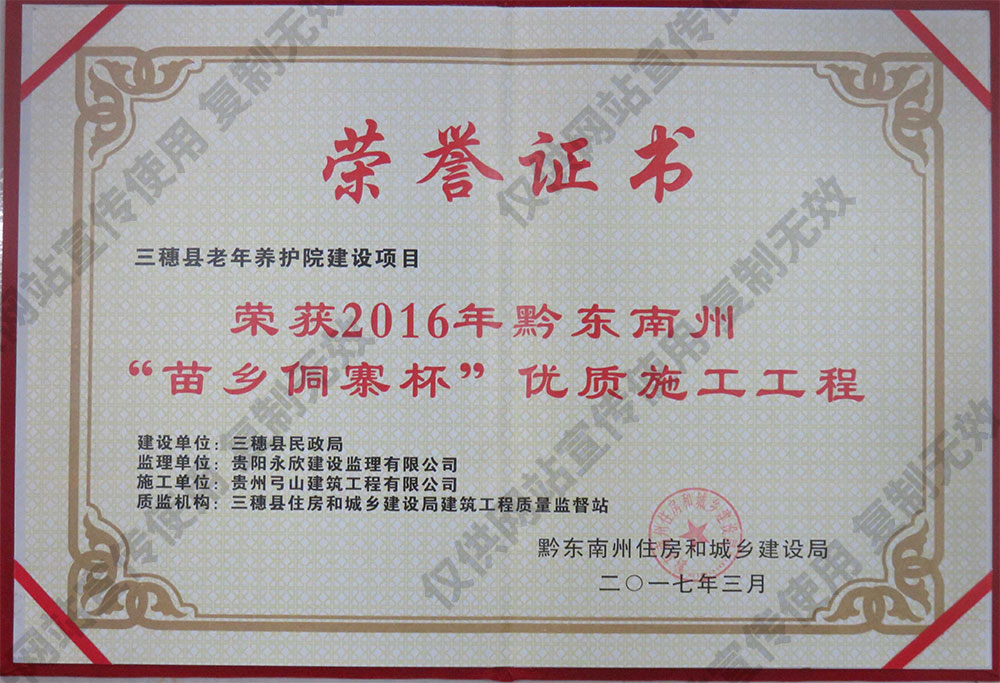 荣誉证书
三穗县老年养护院建设项目
荣获2016年黔东南州
“苗乡侗寨杯”优质施工工程
建设单位：三穗县民政局
监理单位：贵阳永欣建设监理有限公司
施工单位：贵州弓山建筑工程有限公司
质监机构：三穗县住房和城乡建设局建筑工程质量监督站
黔东南州住房和城乡建设局
二〇一七年三月
仅供网站宣传使用 复制无效